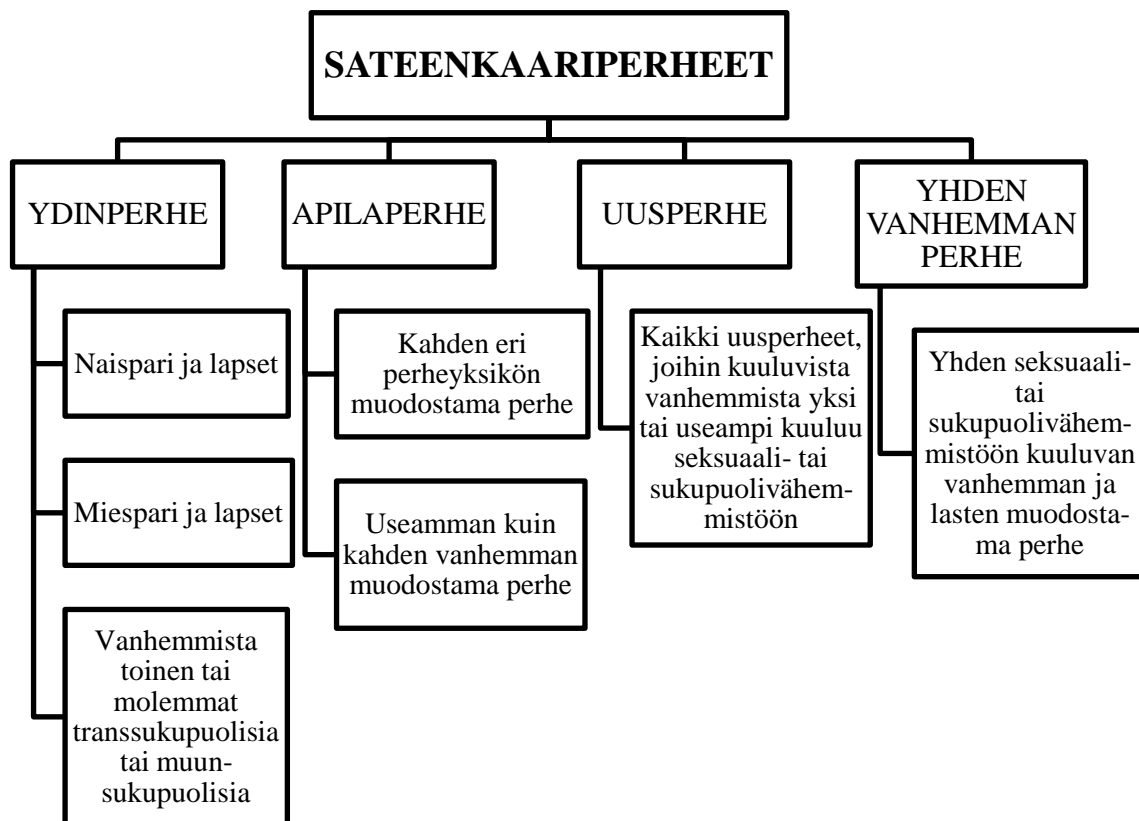 SATEENKAARIPERHEET
YDINPERHE
Naispari ja lapset
Miespari ja lapset
Vanhemmista
toinen tai
molemmat
transsukupuolisia
tai muun-
sukupuolisia
APILAPERHE
Kahden eri
perheyksikön
muodostama perhe
Useamman kuin
kahden vanhemman
muodostama perhe
UUSPERHE
Kaikki uusperheet,
joihin kuuluvista
vanhemmista yksi
tai useampi kuuluu
seksuaali- tai
sukupuolivähem-
mistöön
YHDEN
VANHEMMAN
PERHE
Yhden seksuaali-
tai
sukupuolivähem-
mistöön kuuluvan
vanhemman ja
lasten muodosta-
ma perhe